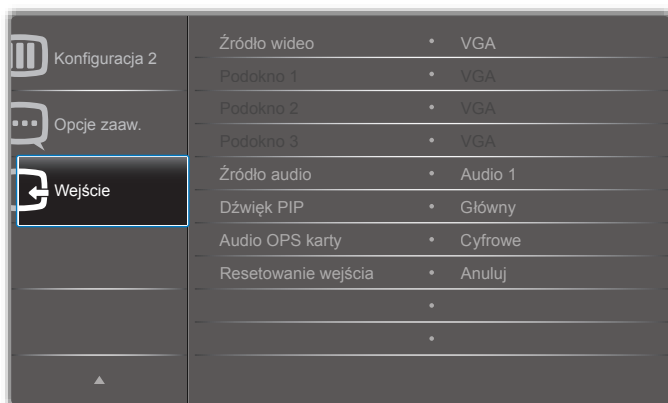 Konfiguracja 2
Opcje zaaw.
Wejście
Źródło wideo • VGA
Podokno 1 VGA
Podokno 2 VGA
Podokno 3 VGA
Źródło audio • Audio 1
Dźwięk PIP • Główny
Audio OPS karty • Cyfrowe
Resetowanie wejścia • Anuluj
•
•